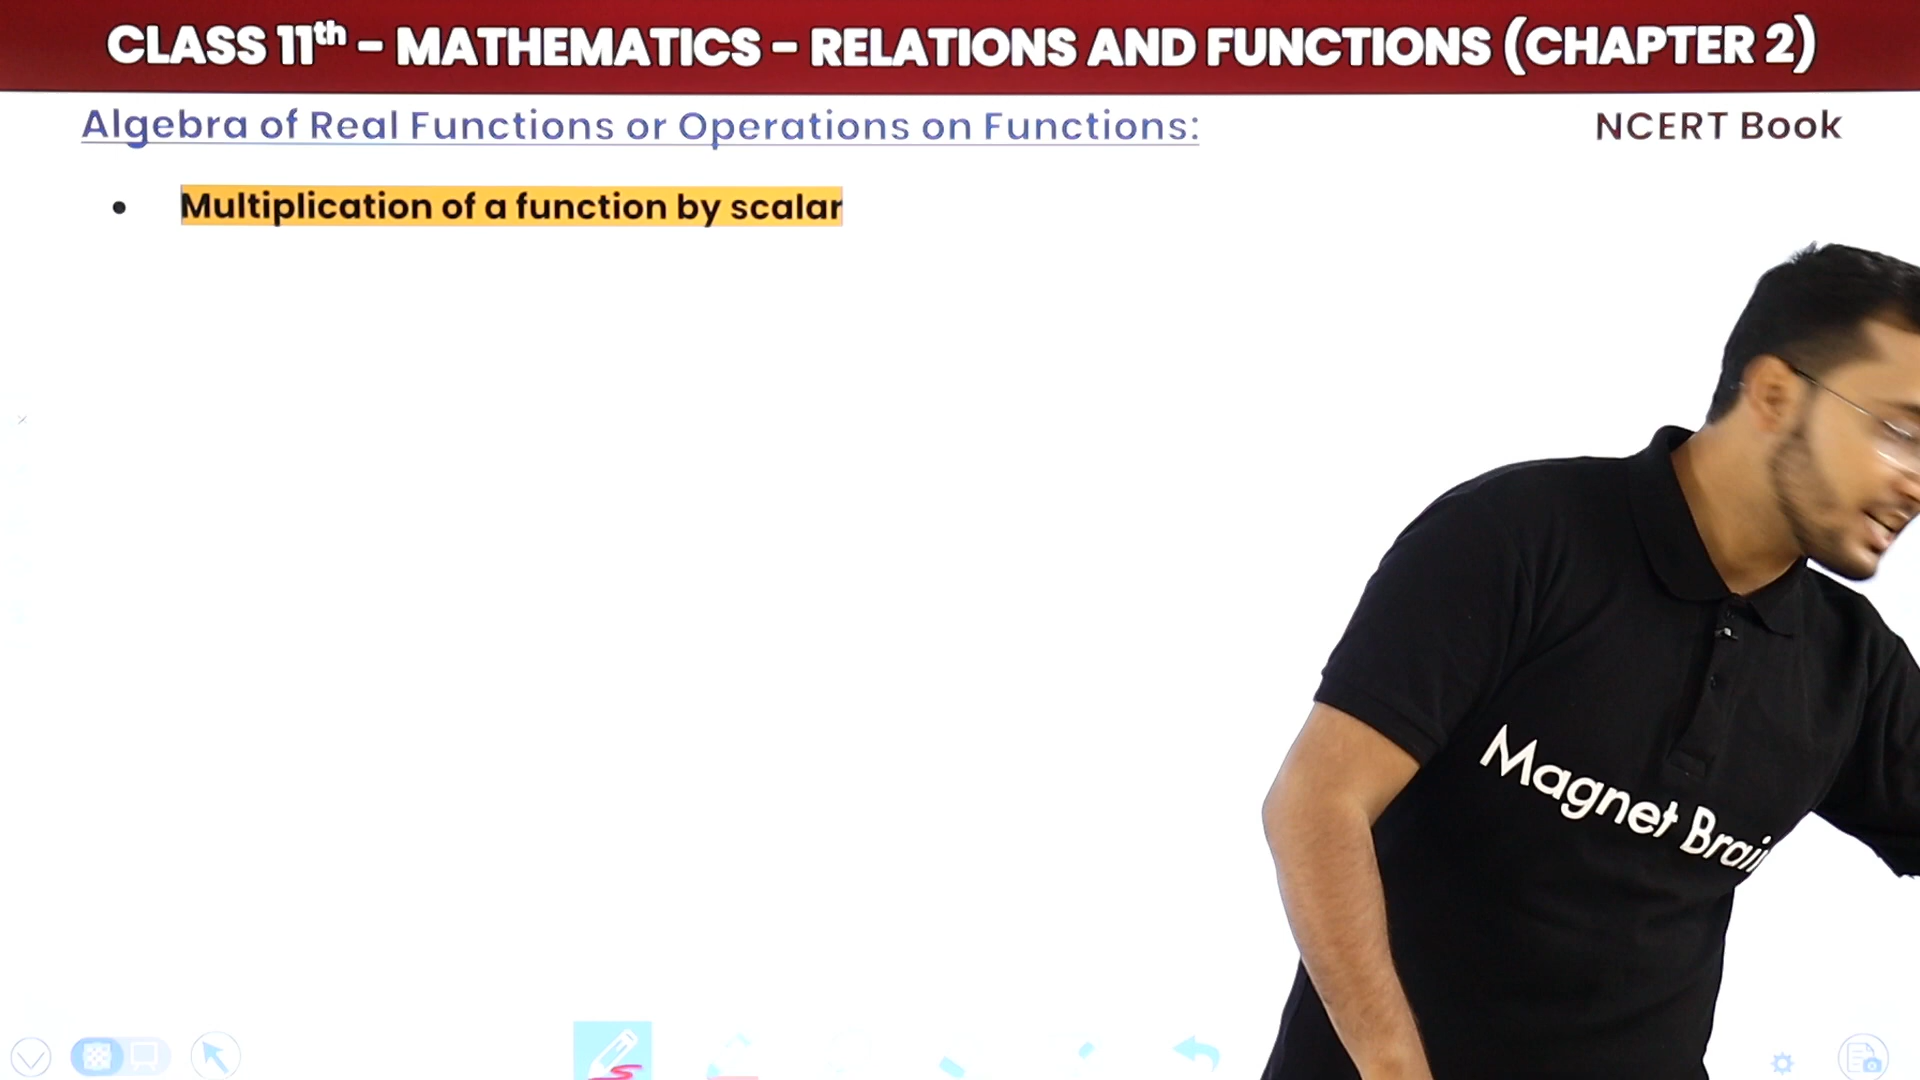 CLASS 11th - MATHEMATICS - RELATIONS AND FUNCTIONS (CHAPTER 2)
Algebra of Real Functions or Operations on Functions:
NCERT Book
• Multiplication of a function by scalar
Magnet Brai